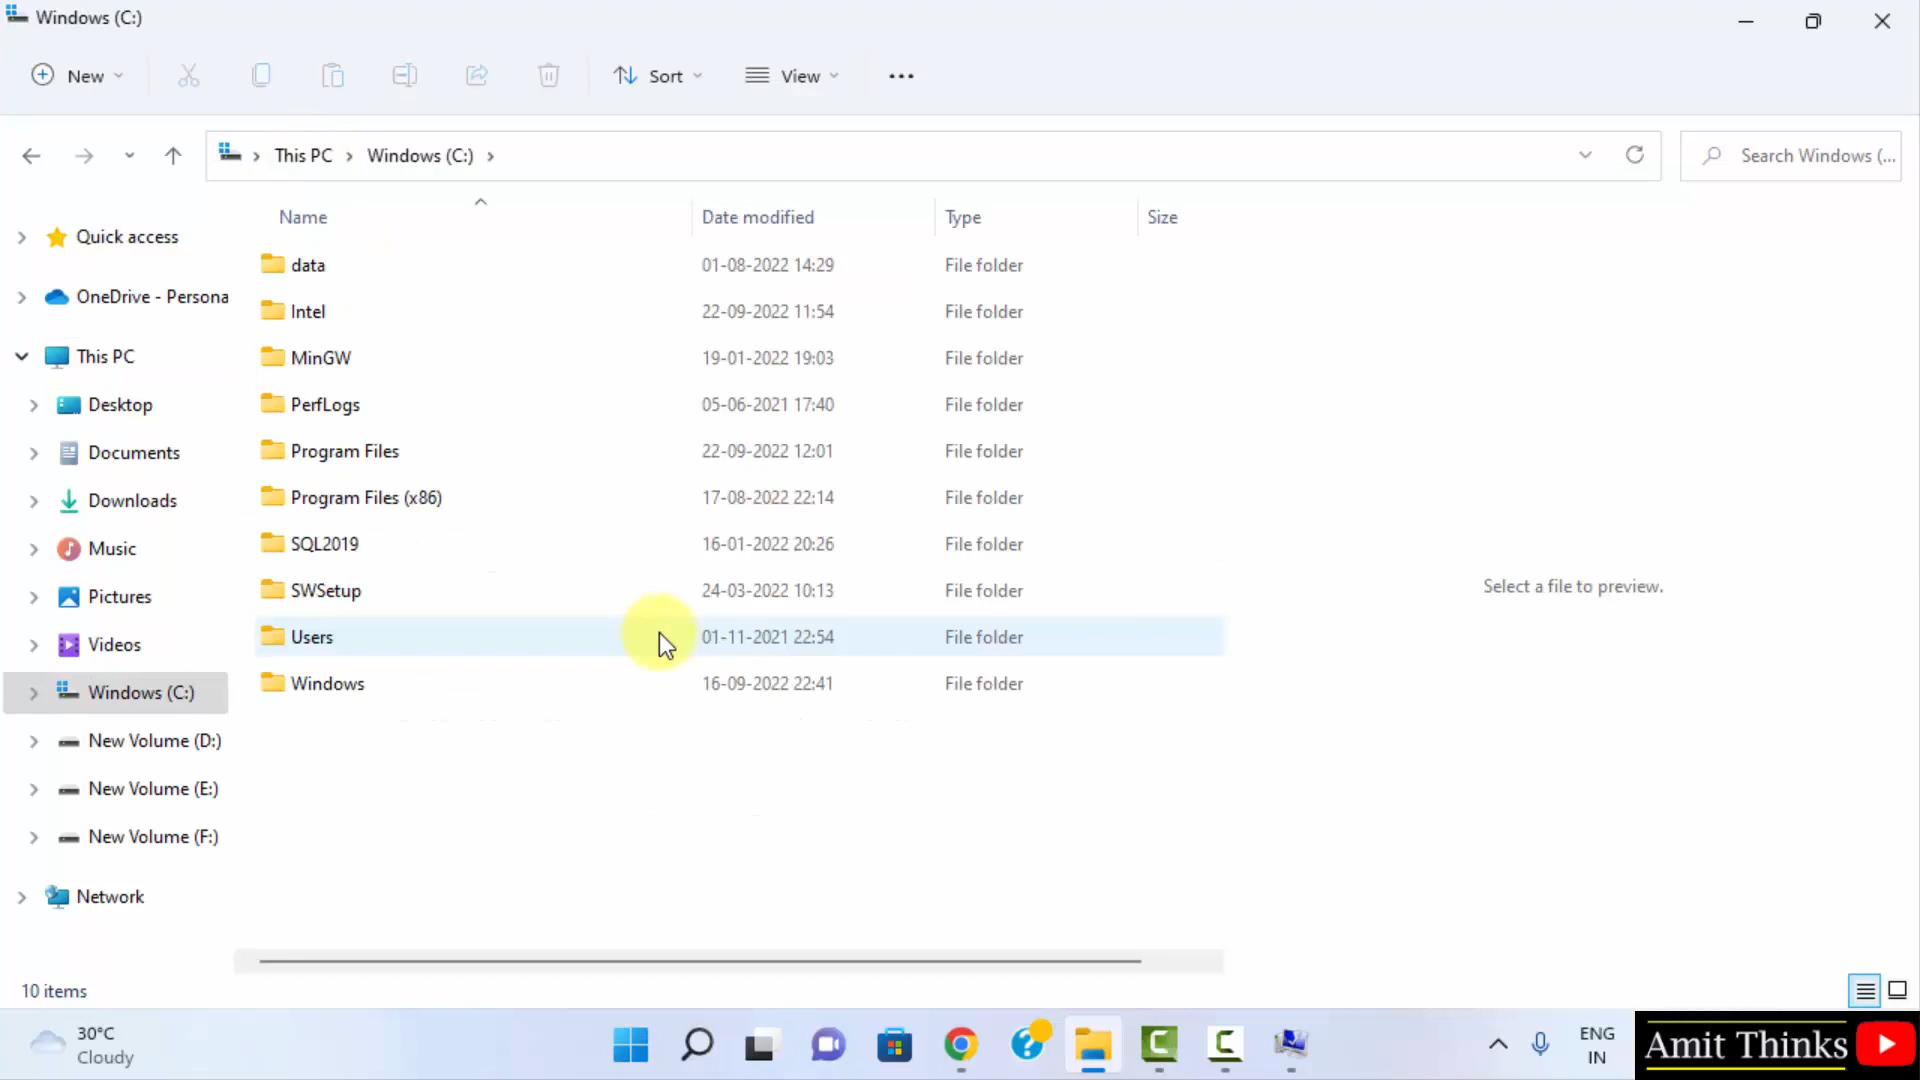 Windows (C:)
New
Sort
View
This PC
Windows (C:)
Search Windows (...
Name
Date modified
Type
Size
Quick access
OneDrive - Persona
This PC
Desktop
Documents
Downloads
Music
Pictures
Videos
Windows (C:)
New Volume (D:)
New Volume (E:)
New Volume (F:)
Network
data 01-08-2022 14:29 File folder
Intel 22-09-2022 11:54 File folder
MinGW 19-01-2022 19:03 File folder
PerfLogs 05-06-2021 17:40 File folder
Program Files 22-09-2022 12:01 File folder
Program Files (x86) 17-08-2022 22:14 File folder
SQL2019 16-01-2022 20:26 File folder
SWSetup 24-03-2022 10:13 File folder
Users 01-11-2021 22:54 File folder
Windows 16-09-2022 22:41 File folder
Select a file to preview.
10 items
30°C
Cloudy
ENG
IN
Amit Thinks